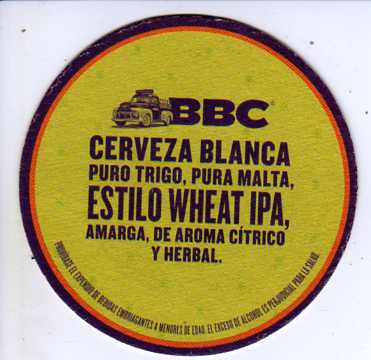 BBC®
CERVEZA BLANCA
PURO TRIGO, PURA MALTA,
ESTILO WHEAT IPA,
AMARGA, DE AROMA CÍTRICO
Y HERBAL.
PROHÍBASE EL EXPENDIO DE BEBIDAS EMBRIAGANTES A MENORES DE EDAD. EL EXCESO DE ALCOHOL ES PERJUDICIAL PARA LA SALUD.